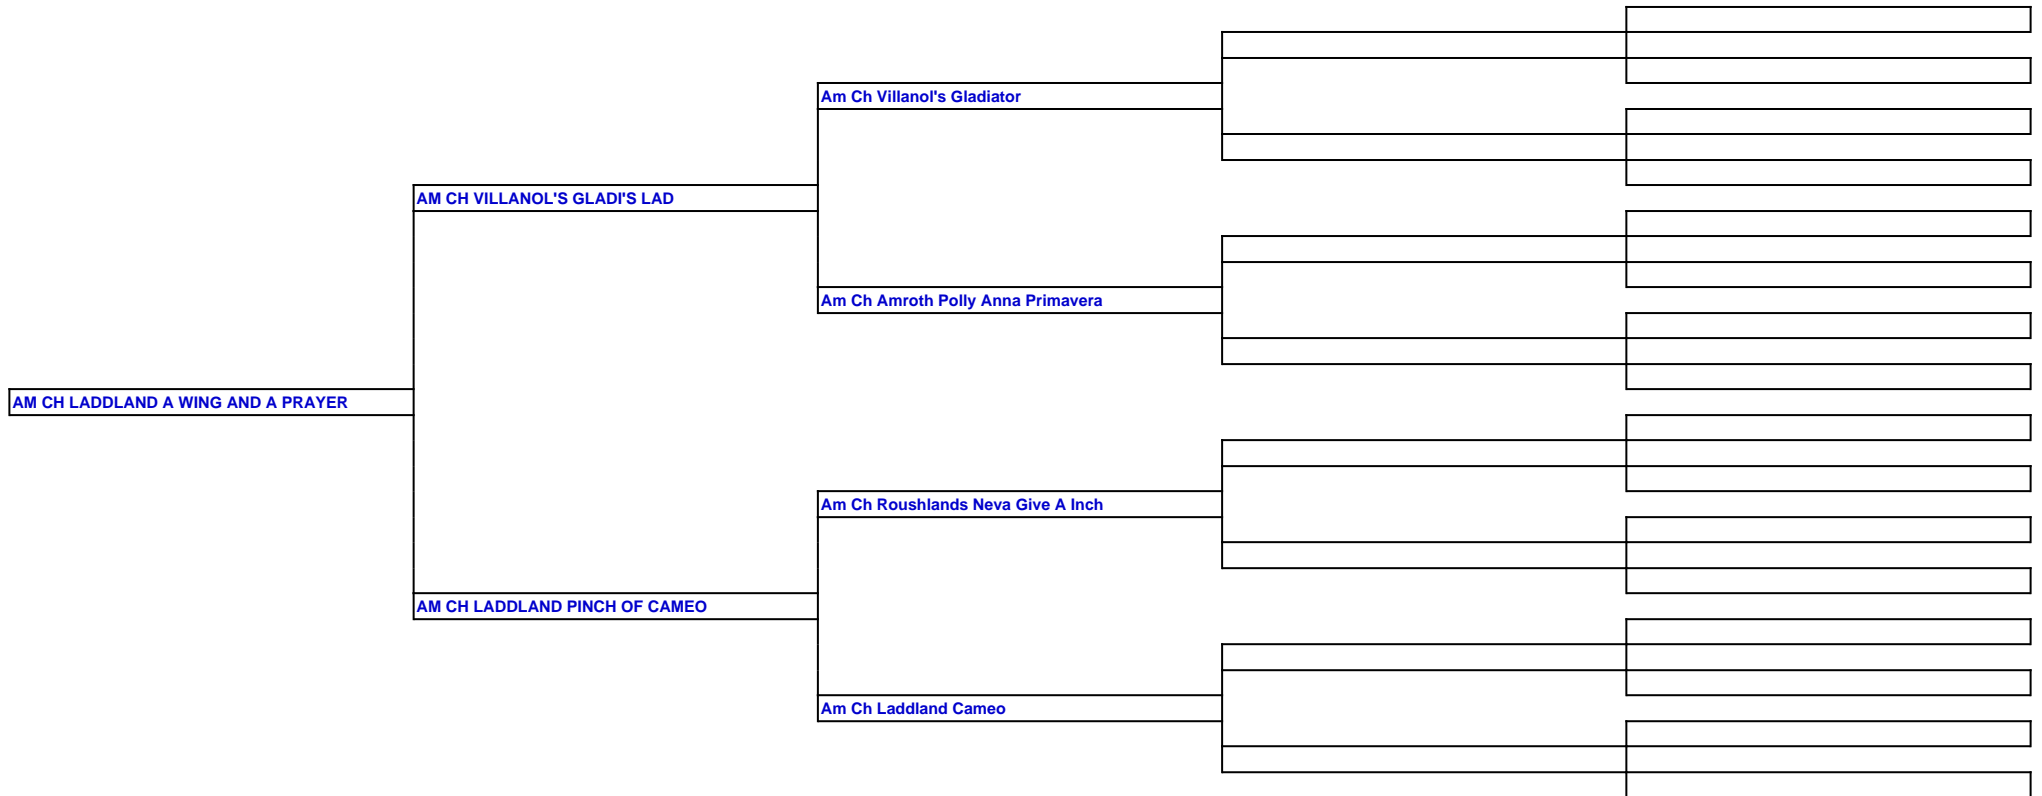 Am Ch Villanol's Gladiator
AM CH VILLANOL'S GLADI'S LAD
Am Ch Amroth Polly Anna Primavera
AM CH LADDLAND A WING AND A PRAYER
Am Ch Roushlands Neva Give A Inch
AM CH LADDLAND PINCH OF CAMEO
Am Ch Laddland Cameo